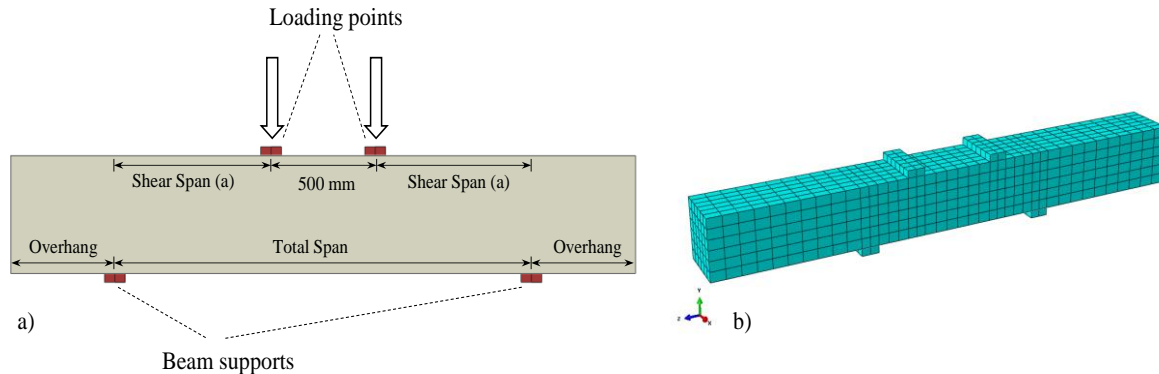 Loading points
Shear Span (a)
500 mm
Shear Span (a)
Overhang
Total Span
Overhang
a)
Beam supports
Y
Z
X
b)